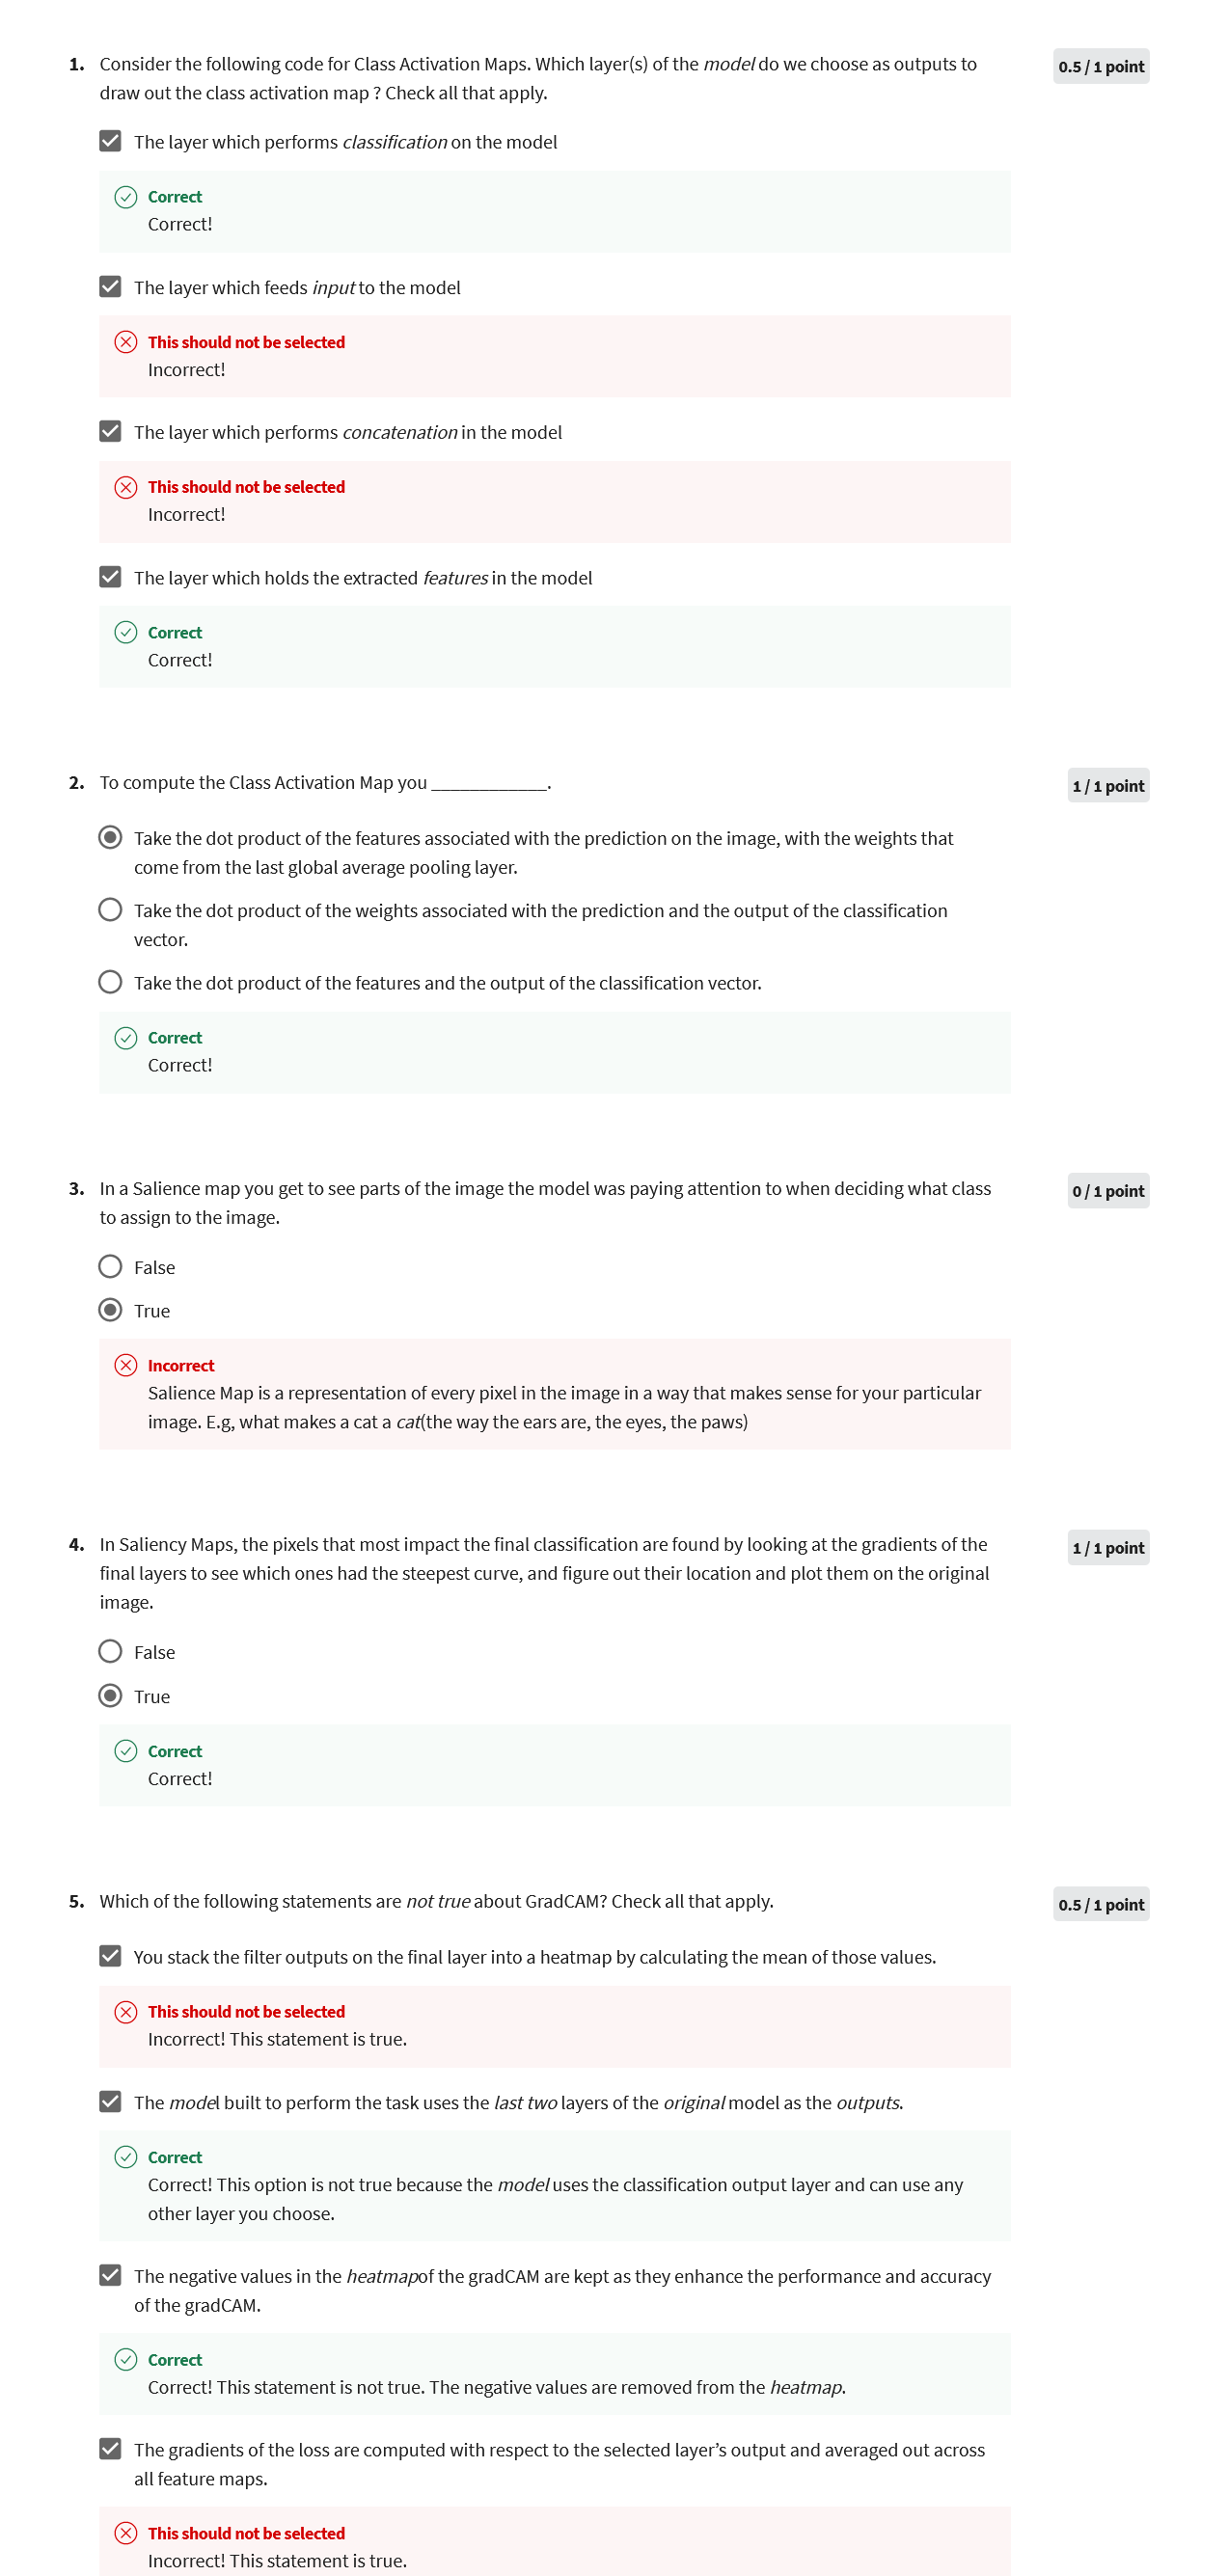 1. Consider the following code for Class Activation Maps. Which layer(s) of the model do we choose as outputs to
draw out the class activation map ? Check all that apply.
0.5 / 1 point
The layer which performs classification on the model
Correct
Correct!
The layer which feeds input to the model
This should not be selected
Incorrect!
The layer which performs concatenation in the model
This should not be selected
Incorrect!
The layer which holds the extracted features in the model
Correct
Correct!
2. To compute the Class Activation Map you ____________.
1 / 1 point
Take the dot product of the features associated with the prediction on the image, with the weights that
come from the last global average pooling layer.
Take the dot product of the weights associated with the prediction and the output of the classification
vector.
Take the dot product of the features and the output of the classification vector.
Correct
Correct!
3. In a Salience map you get to see parts of the image the model was paying attention to when deciding what class
to assign to the image.
0 / 1 point
False
True
Incorrect
Salience Map is a representation of every pixel in the image in a way that makes sense for your particular
image. E.g, what makes a cat a cat(the way the ears are, the eyes, the paws)
4. In Saliency Maps, the pixels that most impact the final classification are found by looking at the gradients of the
final layers to see which ones had the steepest curve, and figure out their location and plot them on the original
image.
1 / 1 point
False
True
Correct
Correct!
5. Which of the following statements are not true about GradCAM? Check all that apply.
0.5 / 1 point
You stack the filter outputs on the final layer into a heatmap by calculating the mean of those values.
This should not be selected
Incorrect! This statement is true.
The model built to perform the task uses the last two layers of the original model as the outputs.
Correct
Correct! This option is not true because the model uses the classification output layer and can use any
other layer you choose.
The negative values in the heatmapof the gradCAM are kept as they enhance the performance and accuracy
of the gradCAM.
Correct
Correct! This statement is not true. The negative values are removed from the heatmap.
The gradients of the loss are computed with respect to the selected layer’s output and averaged out across
all feature maps.
This should not be selected
Incorrect! This statement is true.